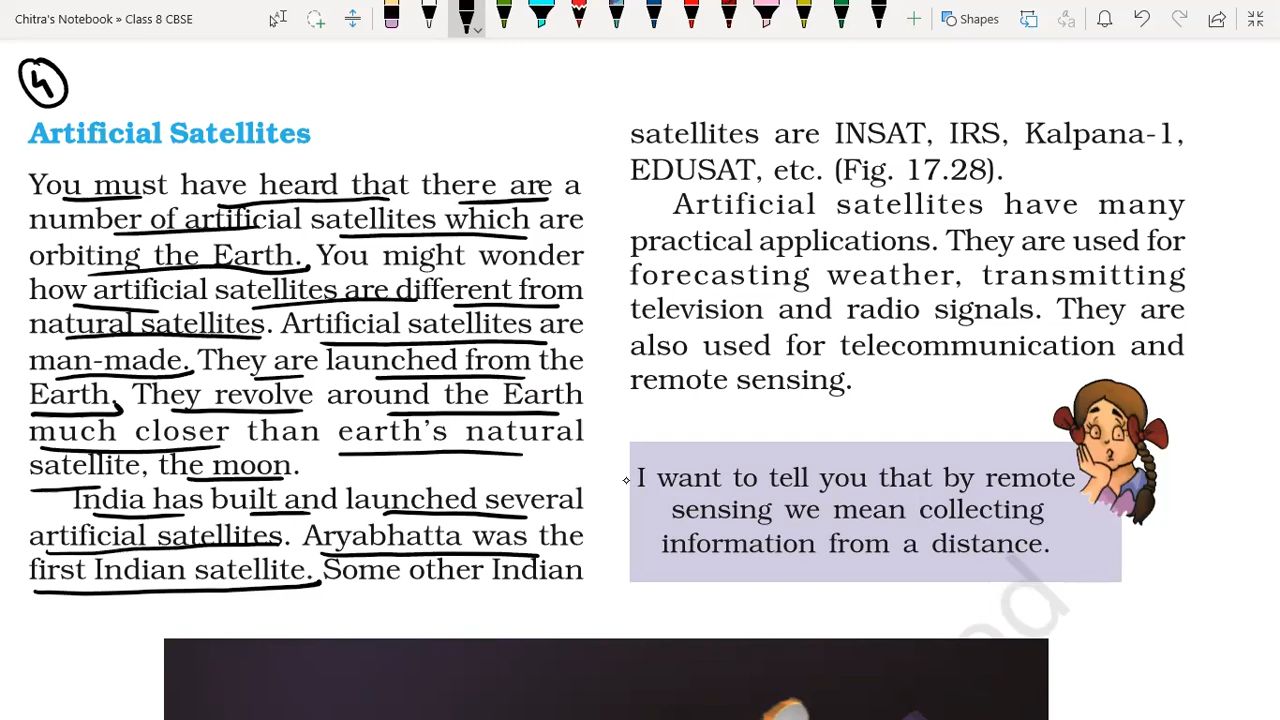 Chitra's Notebook » Class 8 CBSE
Shapes
4
Artificial Satellites
You must have heard that there are a
number of artificial satellites which are
orbiting the Earth. You might wonder
how artificial satellites are different from
natural satellites. Artificial satellites are
man-made. They are launched from the
Earth. They revolve around the Earth
much closer than earth's natural
satellite, the moon.
India has built and launched several
artificial satellites. Aryabhatta was the
first Indian satellite. Some other Indian
satellites are INSAT, IRS, Kalpana-1,
EDUSAT, etc. (Fig. 17.28).
Artificial satellites have many
practical applications. They are used for
forecasting weather, transmitting
television and radio signals. They are
also used for telecommunication and
remote sensing.
I want to tell you that by remote
sensing we mean collecting
information from a distance.